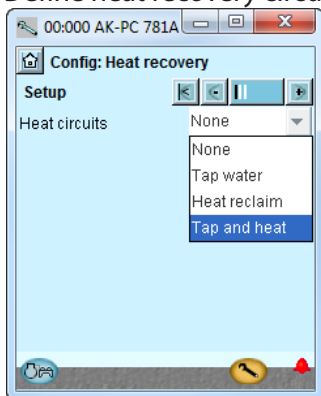 00:000 AK-PC 781A
Config: Heat recovery
Setup
Heat circuits None
None
Tap water
Heat reclaim
Tap and heat